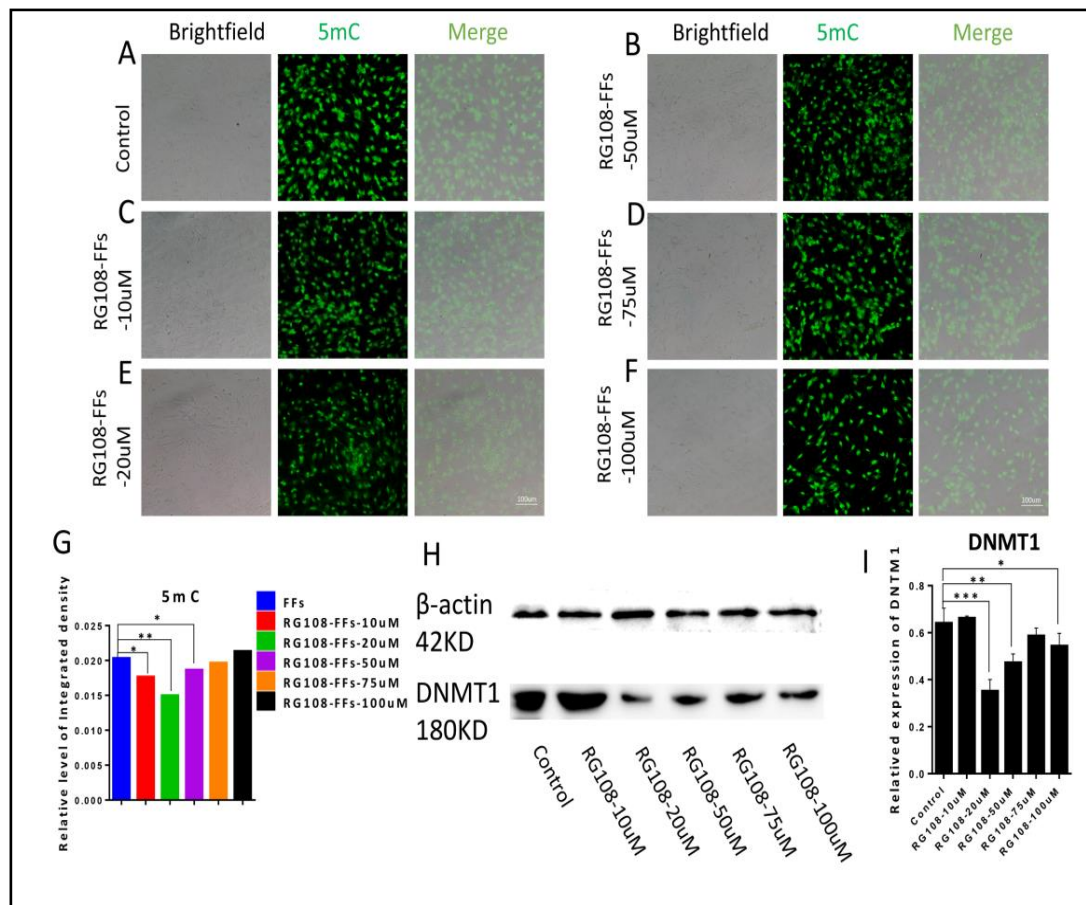 Brightfield 5mC Merge
Brightfield 5mC Merge
A
Control
B
RG108-FFs
-50uM
C
RG108-FFs
-10uM
D
RG108-FFs
-75uM
E
RG108-FFs
-20uM
100um
F
RG108-FFs
-100uM
100um
G
5mC
Relative level of Integrated density
0.025
0.020
0.015
0.010
0.005
0.000
*
**
*
FFs
RG108-FFs-10uM
RG108-FFs-20uM
RG108-FFs-50uM
RG108-FFs-75uM
RG108-FFs-100uM
H
β-actin
42KD
DNMT1
180KD
Control
RG108-10uM
RG108-20uM
RG108-50uM
RG108-75uM
RG108-100uM
I
DNMT1
Relatived expression of DNTM1
0.8
0.6
0.4
0.2
0.0
*
**
***
Control
RG108-10uM
RG108-20uM
RG108-50uM
RG108-75uM
RG108-100uM